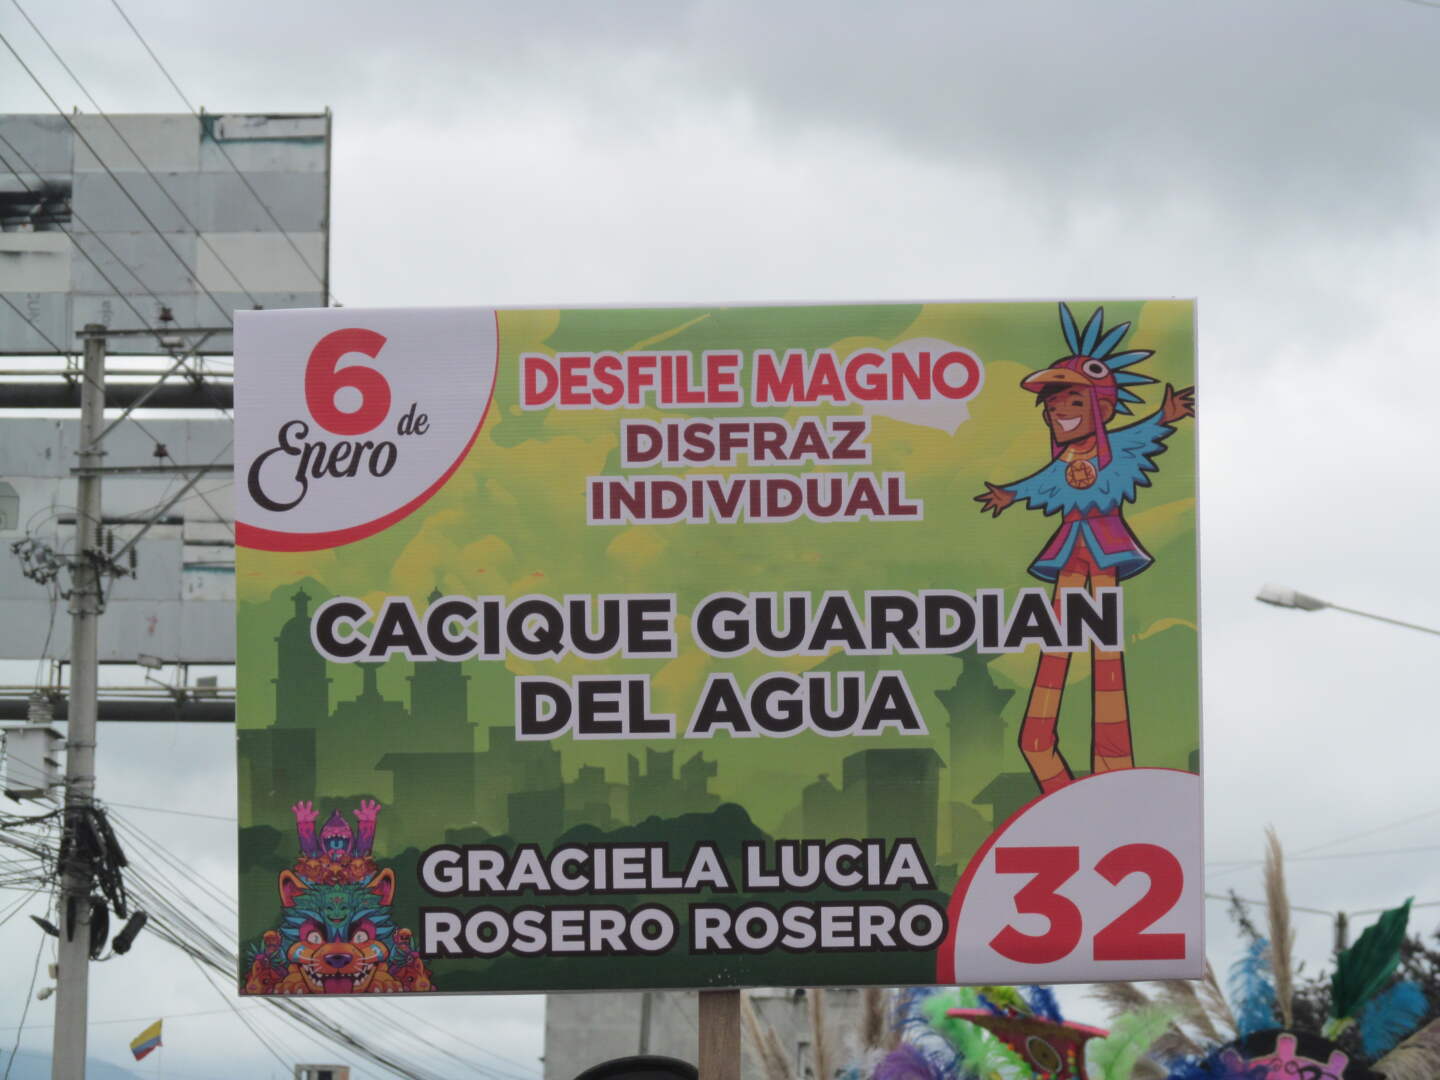 6
de
Enero
DESFILE MAGNO
DISFRAZ
INDIVIDUAL
CACIQUE GUARDIAN
DEL AGUA
GRACIELA LUCIA
ROSERO ROSERO
32